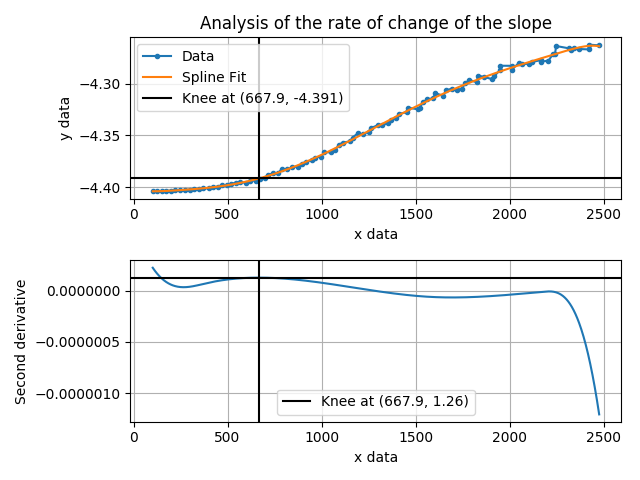 Analysis of the rate of change of the slope
Data
Spline Fit
Knee at (667.9, -4.391)
y data
−4.30
−4.35
−4.40
0 500 1000 1500 2000 2500
x data
Second derivative
0.0000000
−0.0000005
−0.0000010
Knee at (667.9, 1.26)
0 500 1000 1500 2000 2500
x data